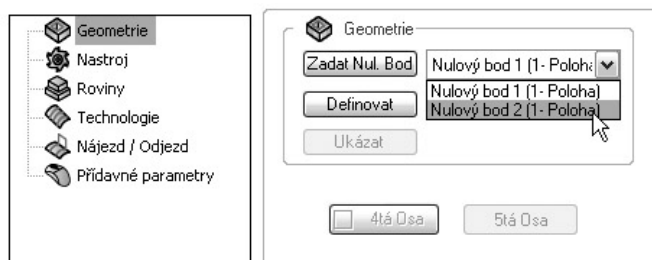 Geometrie
Nastroj
Roviny
Technologie
Nájezd / Odjezd
Přídavné parametry
Geometrie
Zadat Nul. Bod
Nulový bod 1 (1- Poloha
Nulový bod 1 (1- Poloha)
Definovat
Nulový bod 2 (1- Poloha)
Ukázat
4tá Osa
5tá Osa